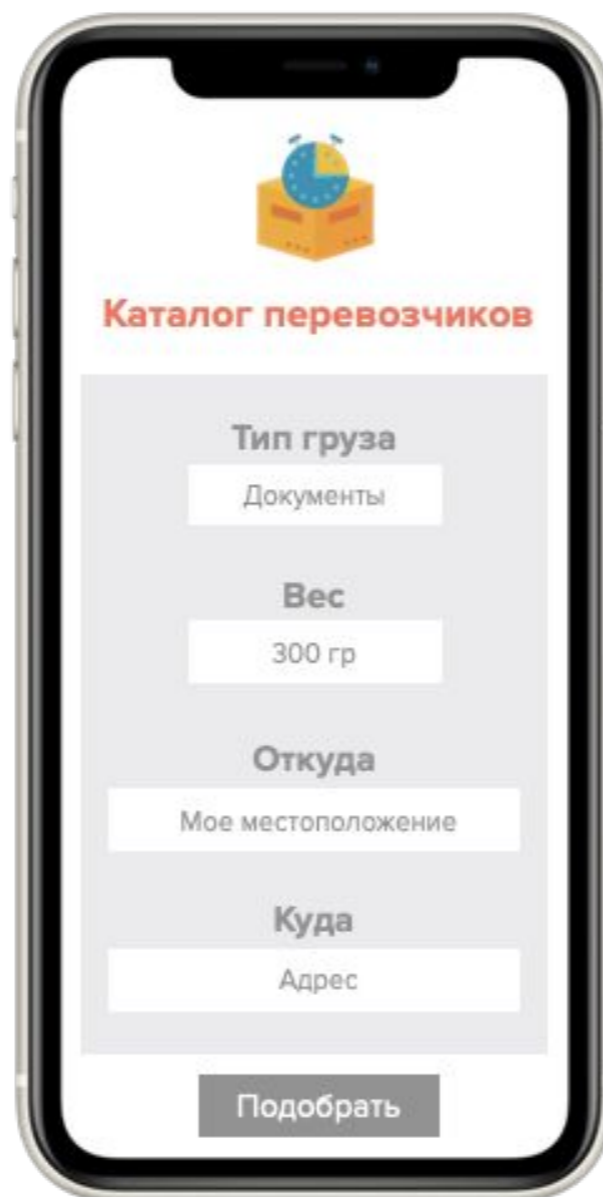 Каталог перевозчиков
Тип груза
Документы
Вес
300 гр
Откуда
Мое местоположение
Куда
Адрес
Подобрать